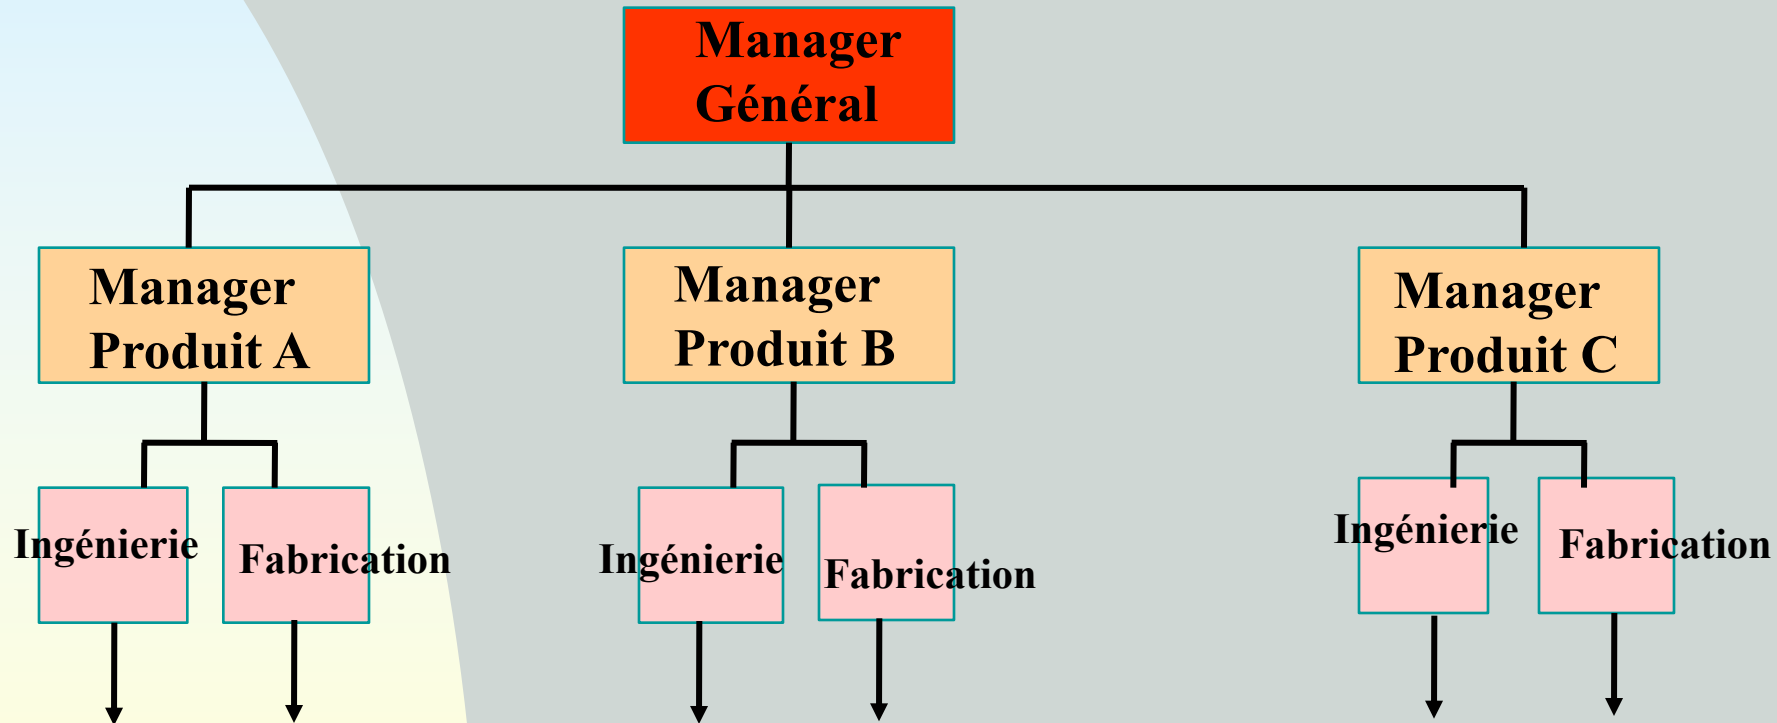 Manager
Général
Manager
Produit A
Manager
Produit B
Manager
Produit C
Ingénierie
Fabrication
Ingénierie
Fabrication
Ingénierie
Fabrication